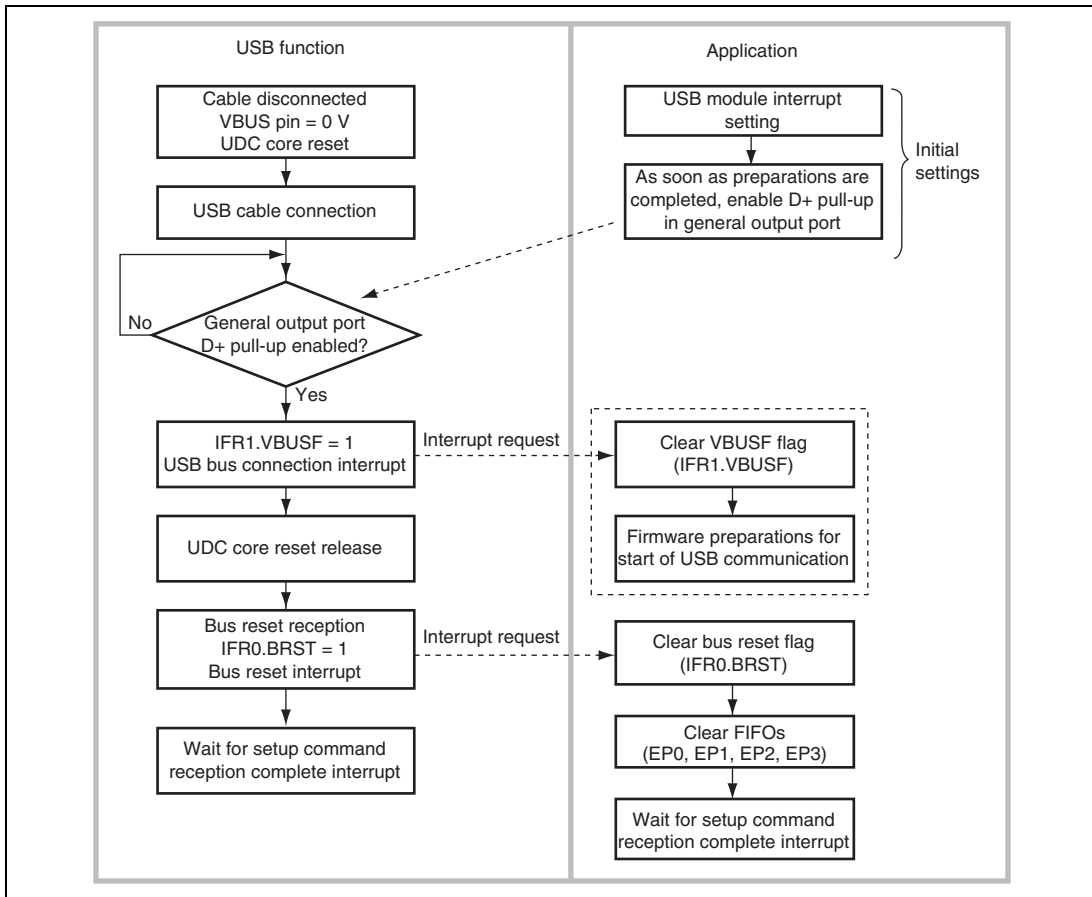 USB function
Cable disconnected
VBUS pin = 0 V
UDC core reset
USB cable connection
No
General output port
D+ pull-up enabled?
Yes
IFR1.VBUSF = 1
USB bus connection interrupt
Interrupt request
UDC core reset release
Bus reset reception
IFR0.BRST = 1
Bus reset interrupt
Interrupt request
Wait for setup command
reception complete interrupt
Application
USB module interrupt
setting
As soon as preparations are
completed, enable D+ pull-up
in general output port
Initial
settings
Clear VBUSF flag
(IFR1.VBUSF)
Firmware preparations for
start of USB communication
Clear bus reset flag
(IFR0.BRST)
Clear FIFOs
(EP0, EP1, EP2, EP3)
Wait for setup command
reception complete interrupt